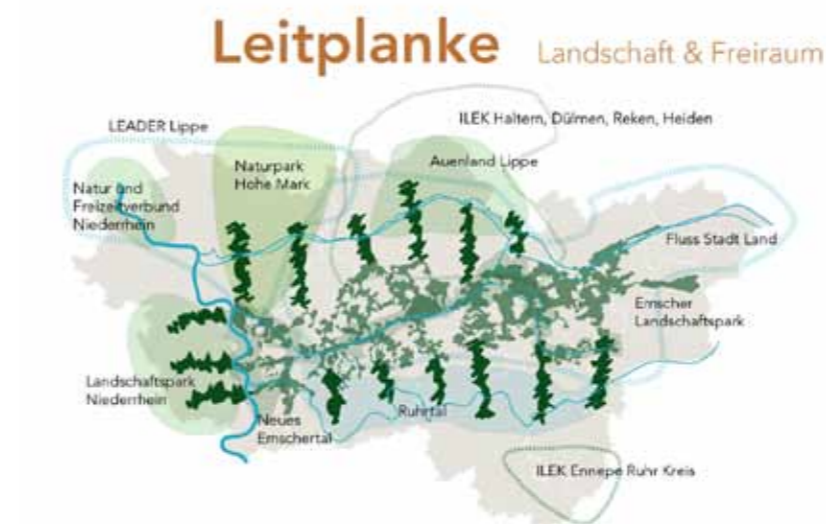 Leitplanke Landschaft & Freiraum
LEADER Lippe
ILEK Haltern, Dülmen, Reken, Heiden
Naturpark
Hohe Mark
Auenland Lippe
Natur und
Freizeitverbund
Niederrhein
Fluss Stadt Land
Emscher
Landschaftspark
Landschaftspark
Niederrhein
Neues
Emschertal
Ruhrtal
ILEK Ennepe Ruhr Kreis